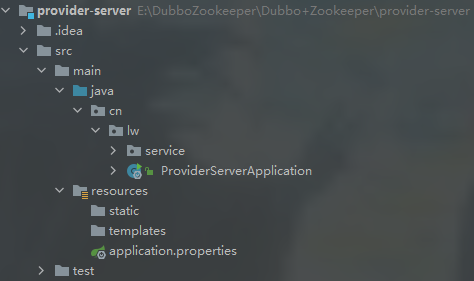 provider-server E:\DubboZookeeper\Dubbo+Zookeeper\provider-server
.idea
src
main
java
cn
lw
service
ProviderServerApplication
resources
static
templates
application.properties
test